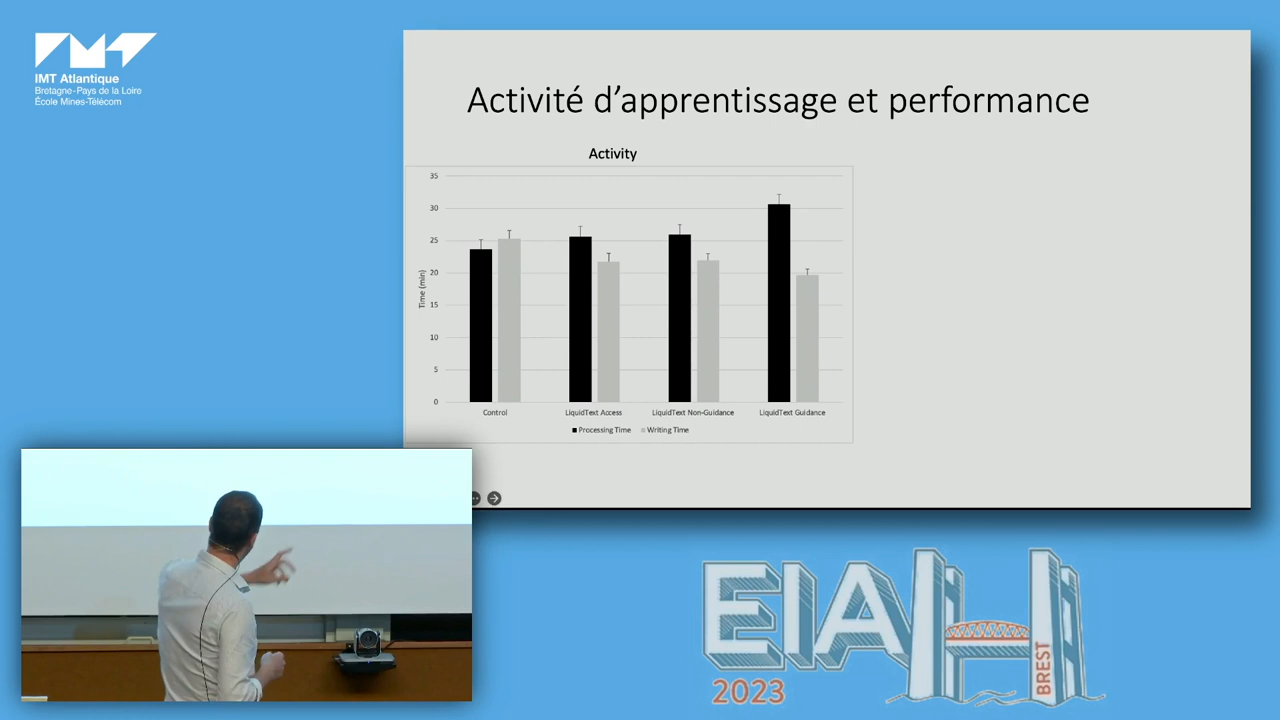 IMT Atlantique
Bretagne-Pays de la Loire
École Mines-Télécom
Activité d'apprentissage et performance
Activity
35
30
25
20
15
10
5
0
Time (min)
Control
LiquidText Access
LiquidText Non-Guidance
LiquidText Guidance
Processing Time
Writing Time
EIAH
BREST
2023